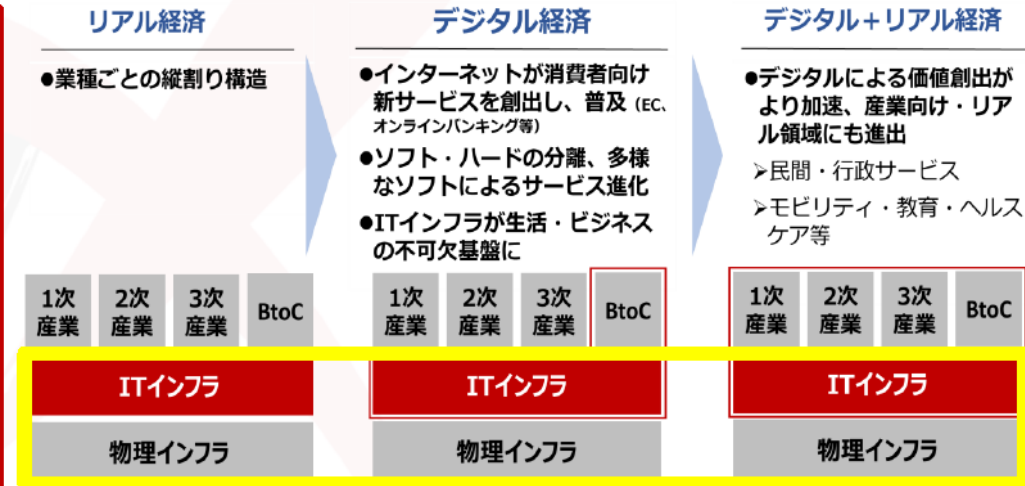 リアル経済
●業種ごとの縦割り構造
1次
産業
2次
産業
3次
産業
BtoC
ITインフラ
物理インフラ
デジタル経済
●インターネットが消費者向け
新サービスを創出し、普及（EC、
オンラインバンキング等）
●ソフト・ハードの分離、多様
なソフトによるサービス進化
●ITインフラが生活・ビジネス
の不可欠基盤に
1次
産業
2次
産業
3次
産業
BtoC
ITインフラ
物理インフラ
デジタル＋リアル経済
●デジタルによる価値創出が
より加速、産業向け・リア
ル領域にも進出
➢民間・行政サービス
➢モビリティ・教育・ヘルス
ケア等
1次
産業
2次
産業
3次
産業
BtoC
ITインフラ
物理インフラ